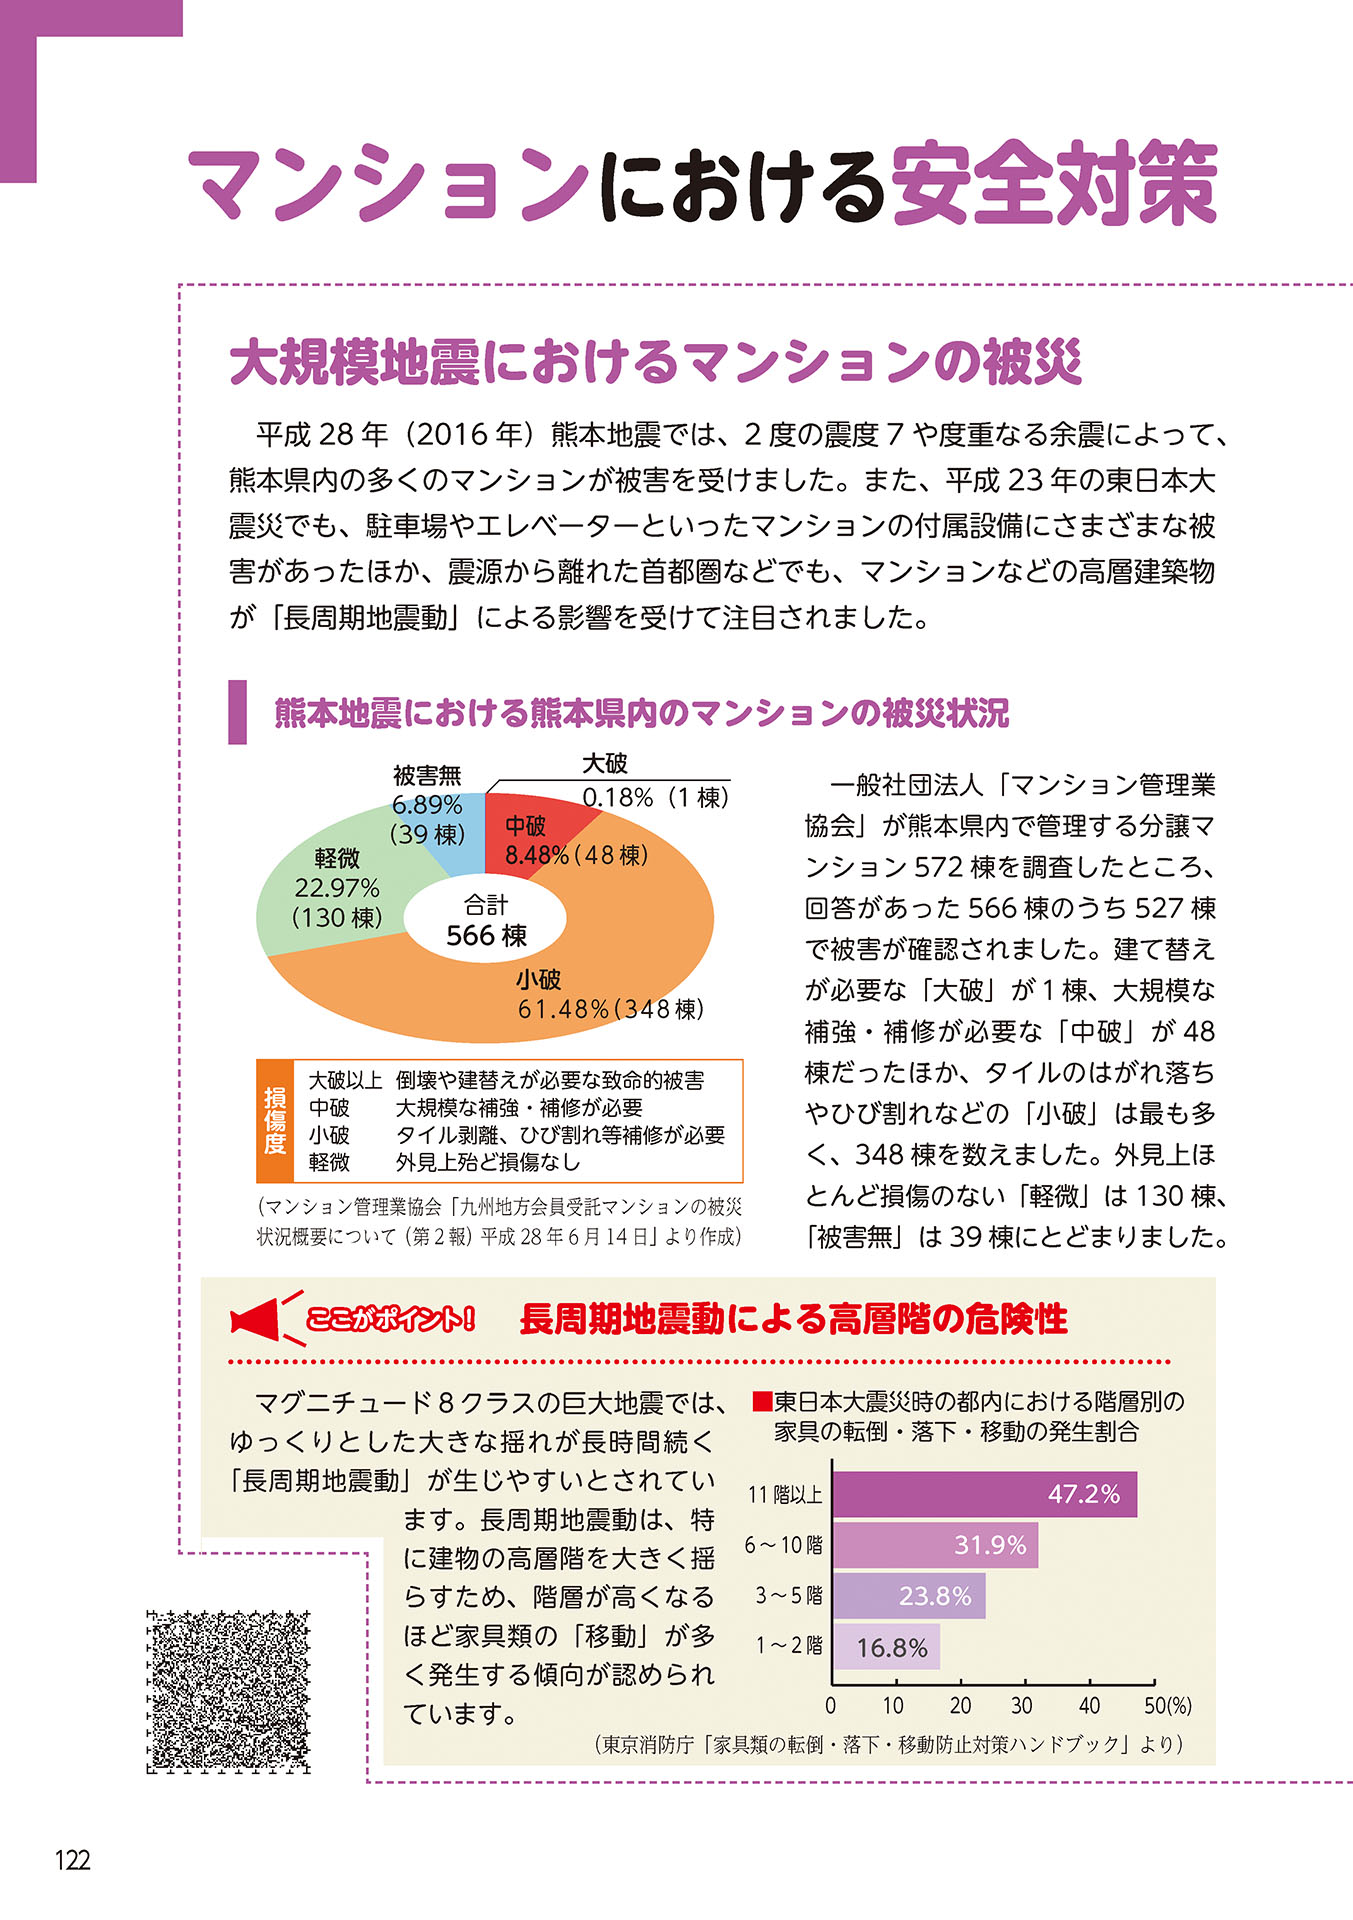 マンションにおける安全対策
大規模地震におけるマンションの被災
平成 28 年（2016 年）熊本地震では、2 度の震度 7 や度重なる余震によって、
熊本県内の多くのマンションが被害を受けました。また、平成 23 年の東日本大
震災でも、駐車場やエレベーターといったマンションの付属設備にさまざまな被
害があったほか、震源から離れた首都圏などでも、マンションなどの高層建築物
が「長周期地震動」による影響を受けて注目されました。
熊本地震における熊本県内のマンションの被災状況
大破
0.18%（1 棟）
被害無
6.89%
（39 棟）
中破
8.48%（48 棟）
軽微
22.97%
（130 棟）
合計
566 棟
小破
61.48%（348 棟）
損傷度
大破以上 倒壊や建替えが必要な致命的被害
中破 大規模な補強・補修が必要
小破 タイル剥離、ひび割れ等補修が必要
軽微 外見上殆ど損傷なし
（マンション管理業協会「九州地方会員受託マンションの被災
状況概要について（第 2 報）平成 28 年 6 月 14 日」より作成）
一般社団法人「マンション管理業
協会」が熊本県内で管理する分譲マ
ンション 572 棟を調査したところ、
回答があった 566 棟のうち 527 棟
で被害が確認されました。建て替え
が必要な「大破」が 1 棟、大規模な
補強・補修が必要な「中破」が 48
棟だったほか、タイルのはがれ落ち
やひび割れなどの「小破」は最も多
く、348 棟を数えました。外見上ほ
とんど損傷のない「軽微」は 130 棟、
「被害無」は 39 棟にとどまりました。
ここがポイント！ 長周期地震動による高層階の危険性
マグニチュード 8 クラスの巨大地震では、
ゆっくりとした大きな揺れが長時間続く
「長周期地震動」が生じやすいとされてい
ます。長周期地震動は、特
に建物の高層階を大きく揺
らすため、階層が高くなる
ほど家具類の「移動」が多
く発生する傾向が認められ
ています。
■東日本大震災時の都内における階層別の
家具の転倒・落下・移動の発生割合
11 階以上 47.2%
6～10 階 31.9%
3～5 階 23.8%
1～2 階 16.8%
0 10 20 30 40 50(%)
（東京消防庁「家具類の転倒・落下・移動防止対策ハンドブック」より）
122